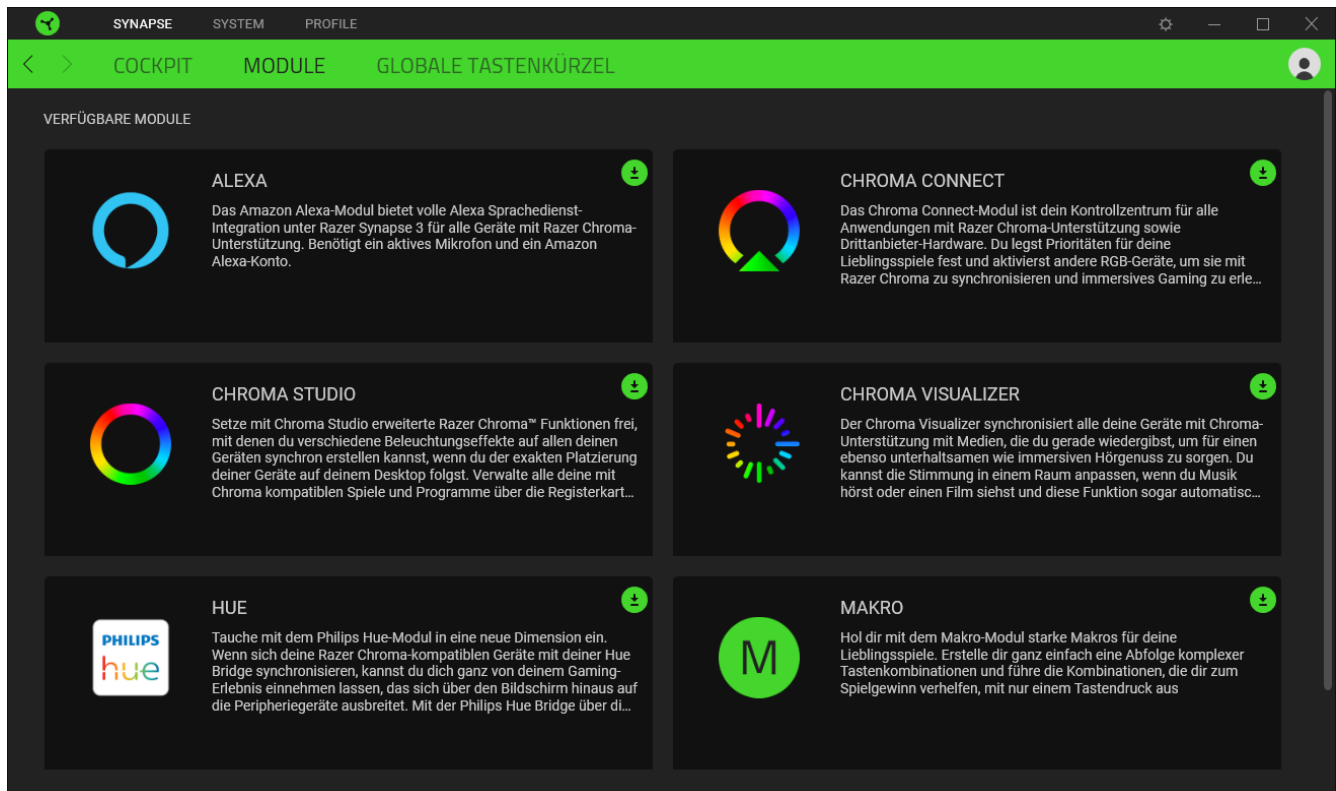 SYNAPSE SYSTEM PROFILE
COCKPIT MODULE GLOBALE TASTENKÜRZEL
VERFÜGBARE MODULE
ALEXA
Das Amazon Alexa-Modul bietet volle Alexa Sprachedienst-
Integration unter Razer Synapse 3 für alle Geräte mit Razer Chroma-
Unterstützung. Benötigt ein aktives Mikrofon und ein Amazon
Alexa-Konto.
CHROMA CONNECT
Das Chroma Connect-Modul ist dein Kontrollzentrum für alle
Anwendungen mit Razer Chroma-Unterstützung sowie
Drittanbieter-Hardware. Du legst Prioritäten für deine
Lieblingsspiele fest und aktivierst andere RGB-Geräte, um sie mit
Razer Chroma zu synchronisieren und immersives Gaming zu erle...
CHROMA STUDIO
Setze mit Chroma Studio erweiterte Razer Chroma™ Funktionen frei,
mit denen du verschiedene Beleuchtungseffekte auf allen deinen
Geräten synchron erstellen kannst, wenn du der exakten Platzierung
deiner Geräte auf deinem Desktop folgst. Verwalte alle deine mit
Chroma kompatiblen Spiele und Programme über die Registerkart...
CHROMA VISUALIZER
Der Chroma Visualizer synchronisiert alle deine Geräte mit Chroma-
Unterstützung mit Medien, die du gerade wiedergibst, um für einen
ebenso unterhaltsamen wie immersiven Hörgenuss zu sorgen. Du
kannst die Stimmung in einem Raum anpassen, wenn du Musik
hörst oder einen Film siehst und diese Funktion sogar automatisc...
PHILIPS
hue
HUE
Tauche mit dem Philips Hue-Modul in eine neue Dimension ein.
Wenn sich deine Razer Chroma-kompatiblen Geräte mit deiner Hue
Bridge synchronisieren, kannst du dich ganz von deinem Gaming-
Erlebnis einnehmen lassen, das sich über den Bildschirm hinaus auf
die Peripheriegeräte ausbreitet. Mit der Philips Hue Bridge über di...
M
MAKRO
Hol dir mit dem Makro-Modul starke Makros für deine
Lieblingsspiele. Erstelle dir ganz einfach eine Abfolge komplexer
Tastenkombinationen und führe die Kombinationen, die dir zum
Spielgewinn verhelfen, mit nur einem Tastendruck aus